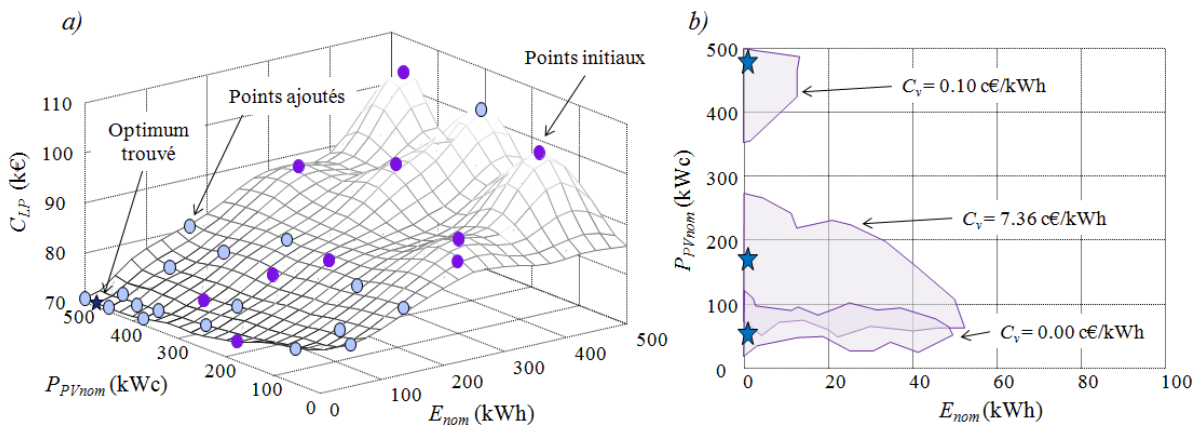 a)
Points initiaux
Points ajoutés
Optimum
trouvé
C_LP (k€)
110
100
90
80
70
500
400
300
200
100
0
P_PVnom (kWc)
0
100
200
300
400
500
E_nom (kWh)
b)
P_PVnom (kWc)
500
400
300
200
100
0
C_v = 0.10 c€/kWh
C_v = 7.36 c€/kWh
C_v = 0.00 c€/kWh
0
20
40
60
80
100
E_nom (kWh)